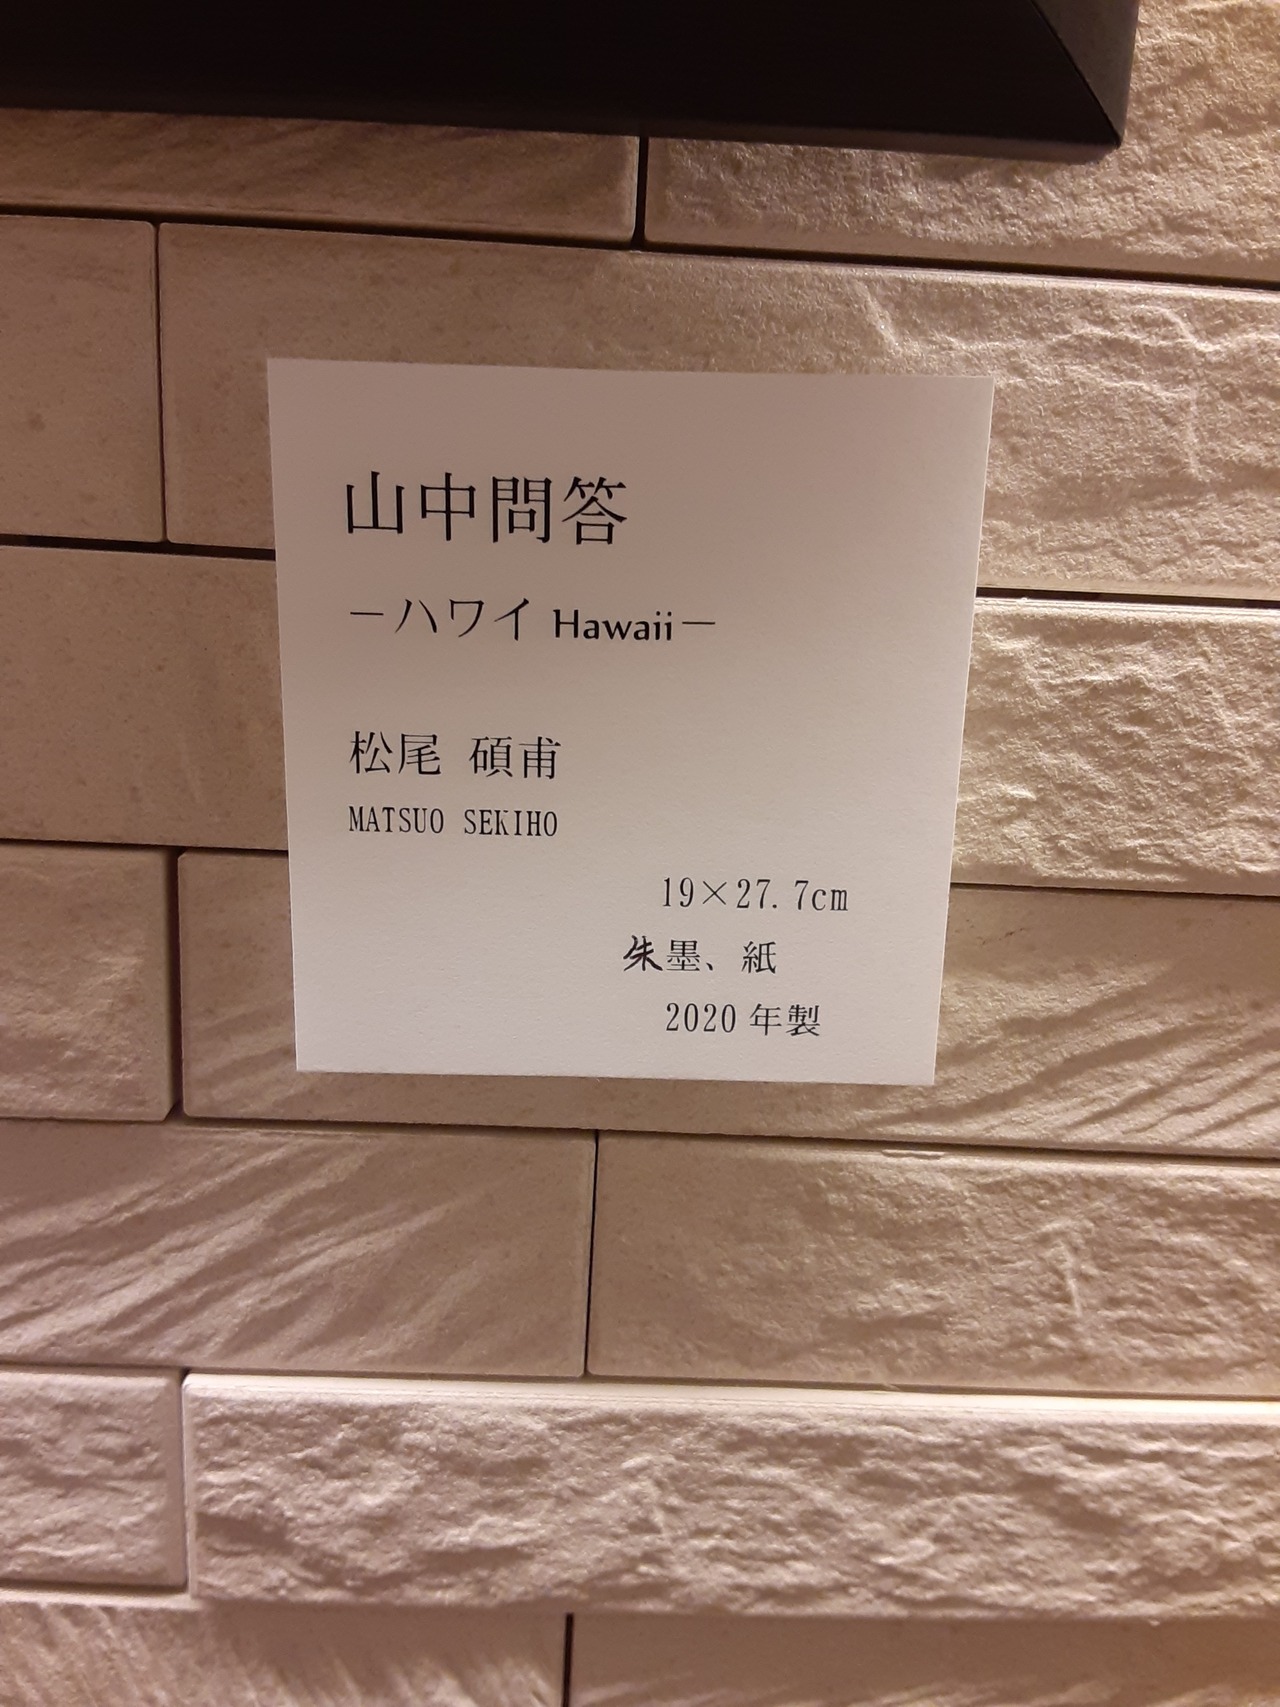 山中問答
－ハワイ Hawaii－
松尾 碩甫
MATSUO SEKIHO
19×27.7cm
朱墨、紙
2020年製